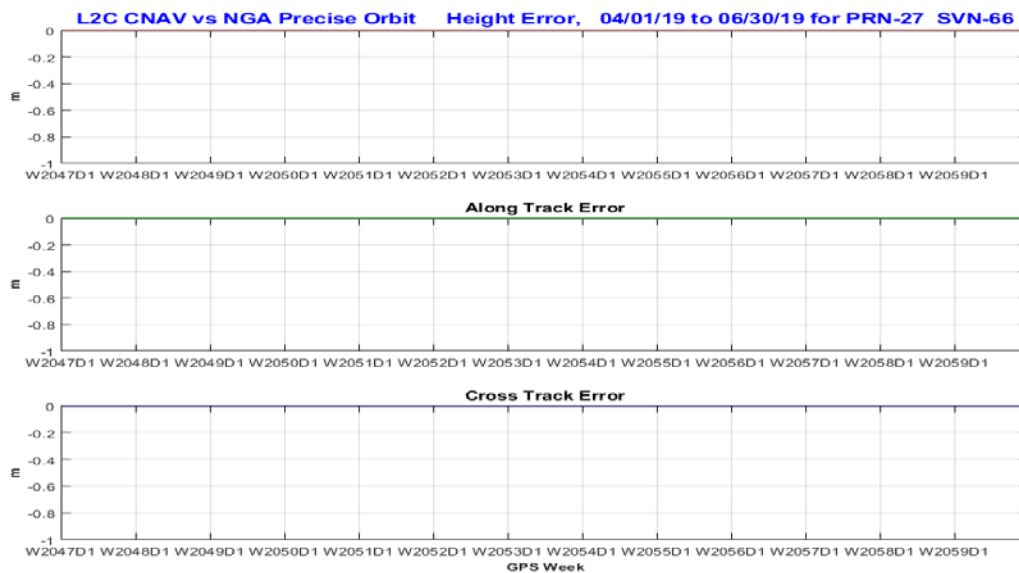 L2C CNAV vs NGA Precise Orbit Height Error, 04/01/19 to 06/30/19 for PRN-27 SVN-66
0
-0.2
-0.4
-0.6
-0.8
-1
m
W2047D1 W2048D1 W2049D1 W2050D1 W2051D1 W2052D1 W2053D1 W2054D1 W2055D1 W2056D1 W2057D1 W2058D1 W2059D1
Along Track Error
0
-0.2
-0.4
-0.6
-0.8
-1
m
W2047D1 W2048D1 W2049D1 W2050D1 W2051D1 W2052D1 W2053D1 W2054D1 W2055D1 W2056D1 W2057D1 W2058D1 W2059D1
Cross Track Error
0
-0.2
-0.4
-0.6
-0.8
-1
m
W2047D1 W2048D1 W2049D1 W2050D1 W2051D1 W2052D1 W2053D1 W2054D1 W2055D1 W2056D1 W2057D1 W2058D1 W2059D1
GPS Week